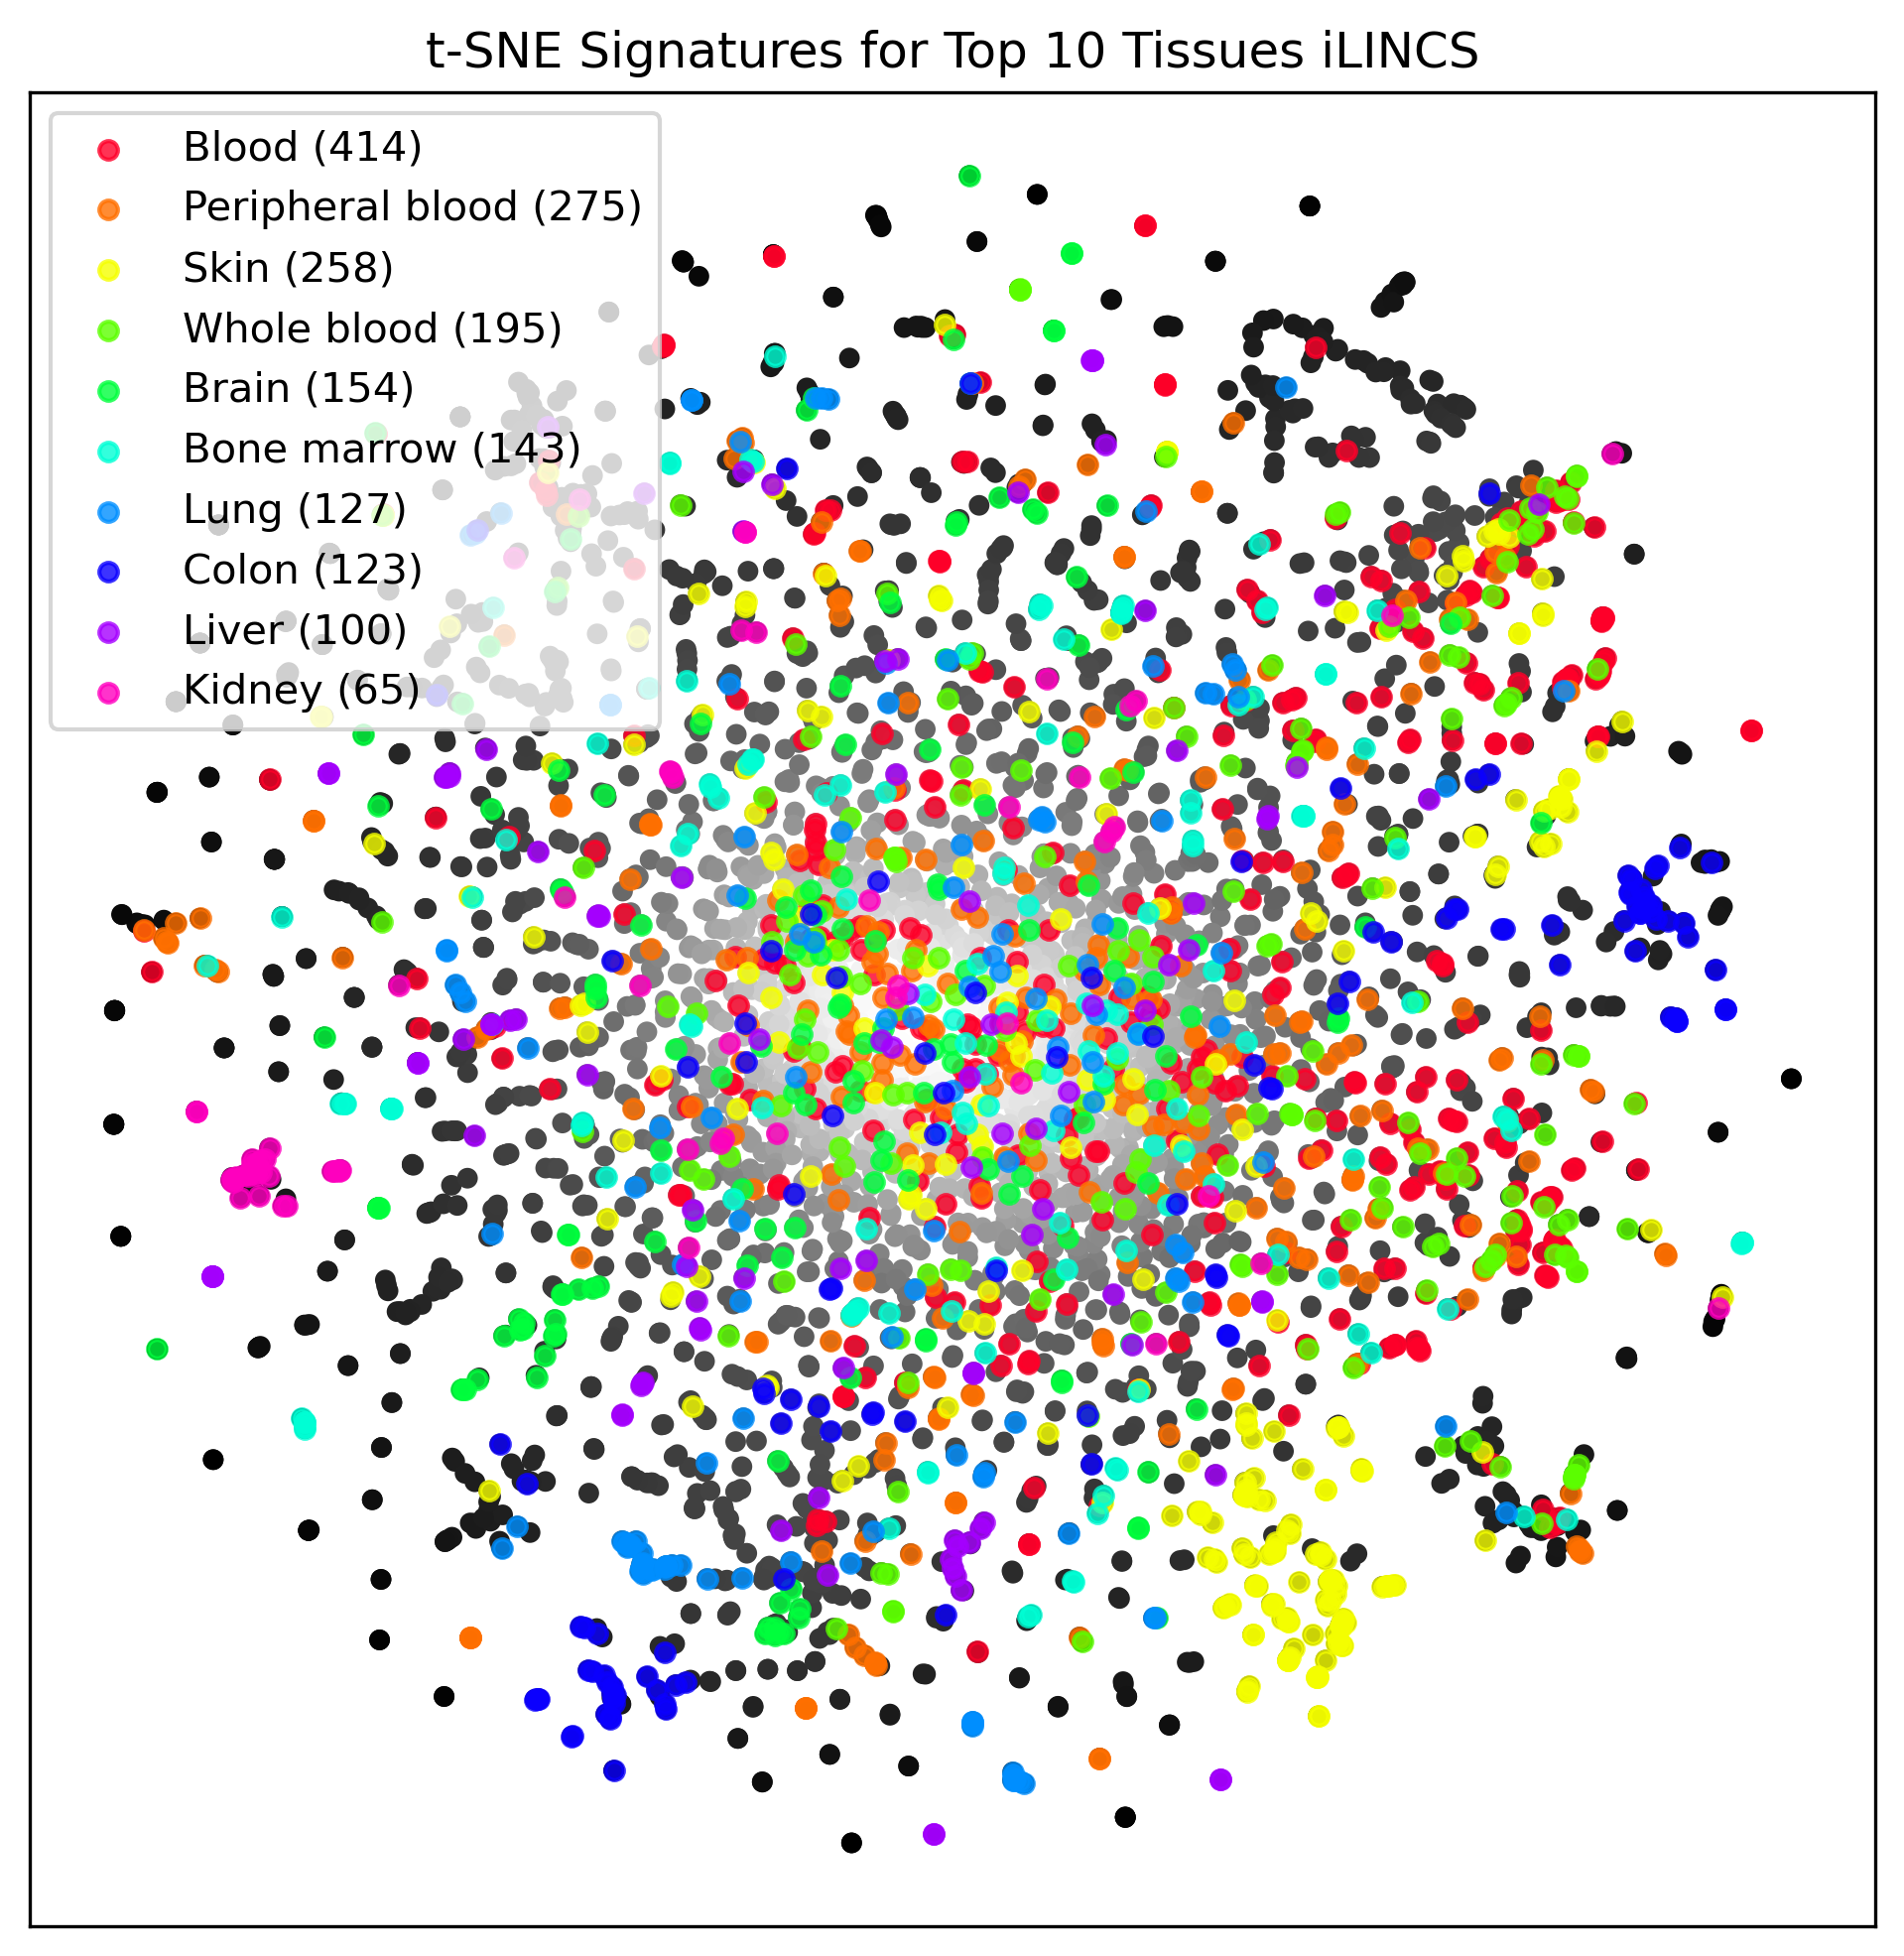 t-SNE Signatures for Top 10 Tissues iLINCS
Blood (414)
Peripheral blood (275)
Skin (258)
Whole blood (195)
Brain (154)
Bone marrow (143)
Lung (127)
Colon (123)
Liver (100)
Kidney (65)